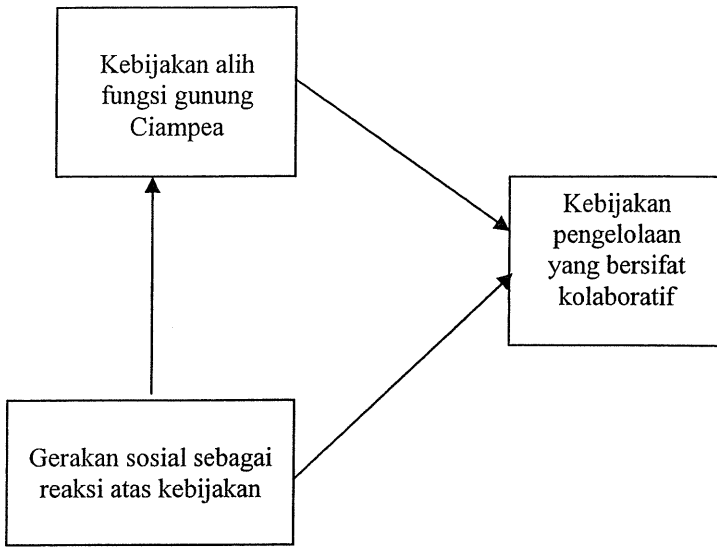 Kebijakan alih
fungsi gunung
Ciampea
Kebijakan
pengelolaan
yang bersifat
kolaboratif
Gerakan sosial sebagai
reaksi atas kebijakan